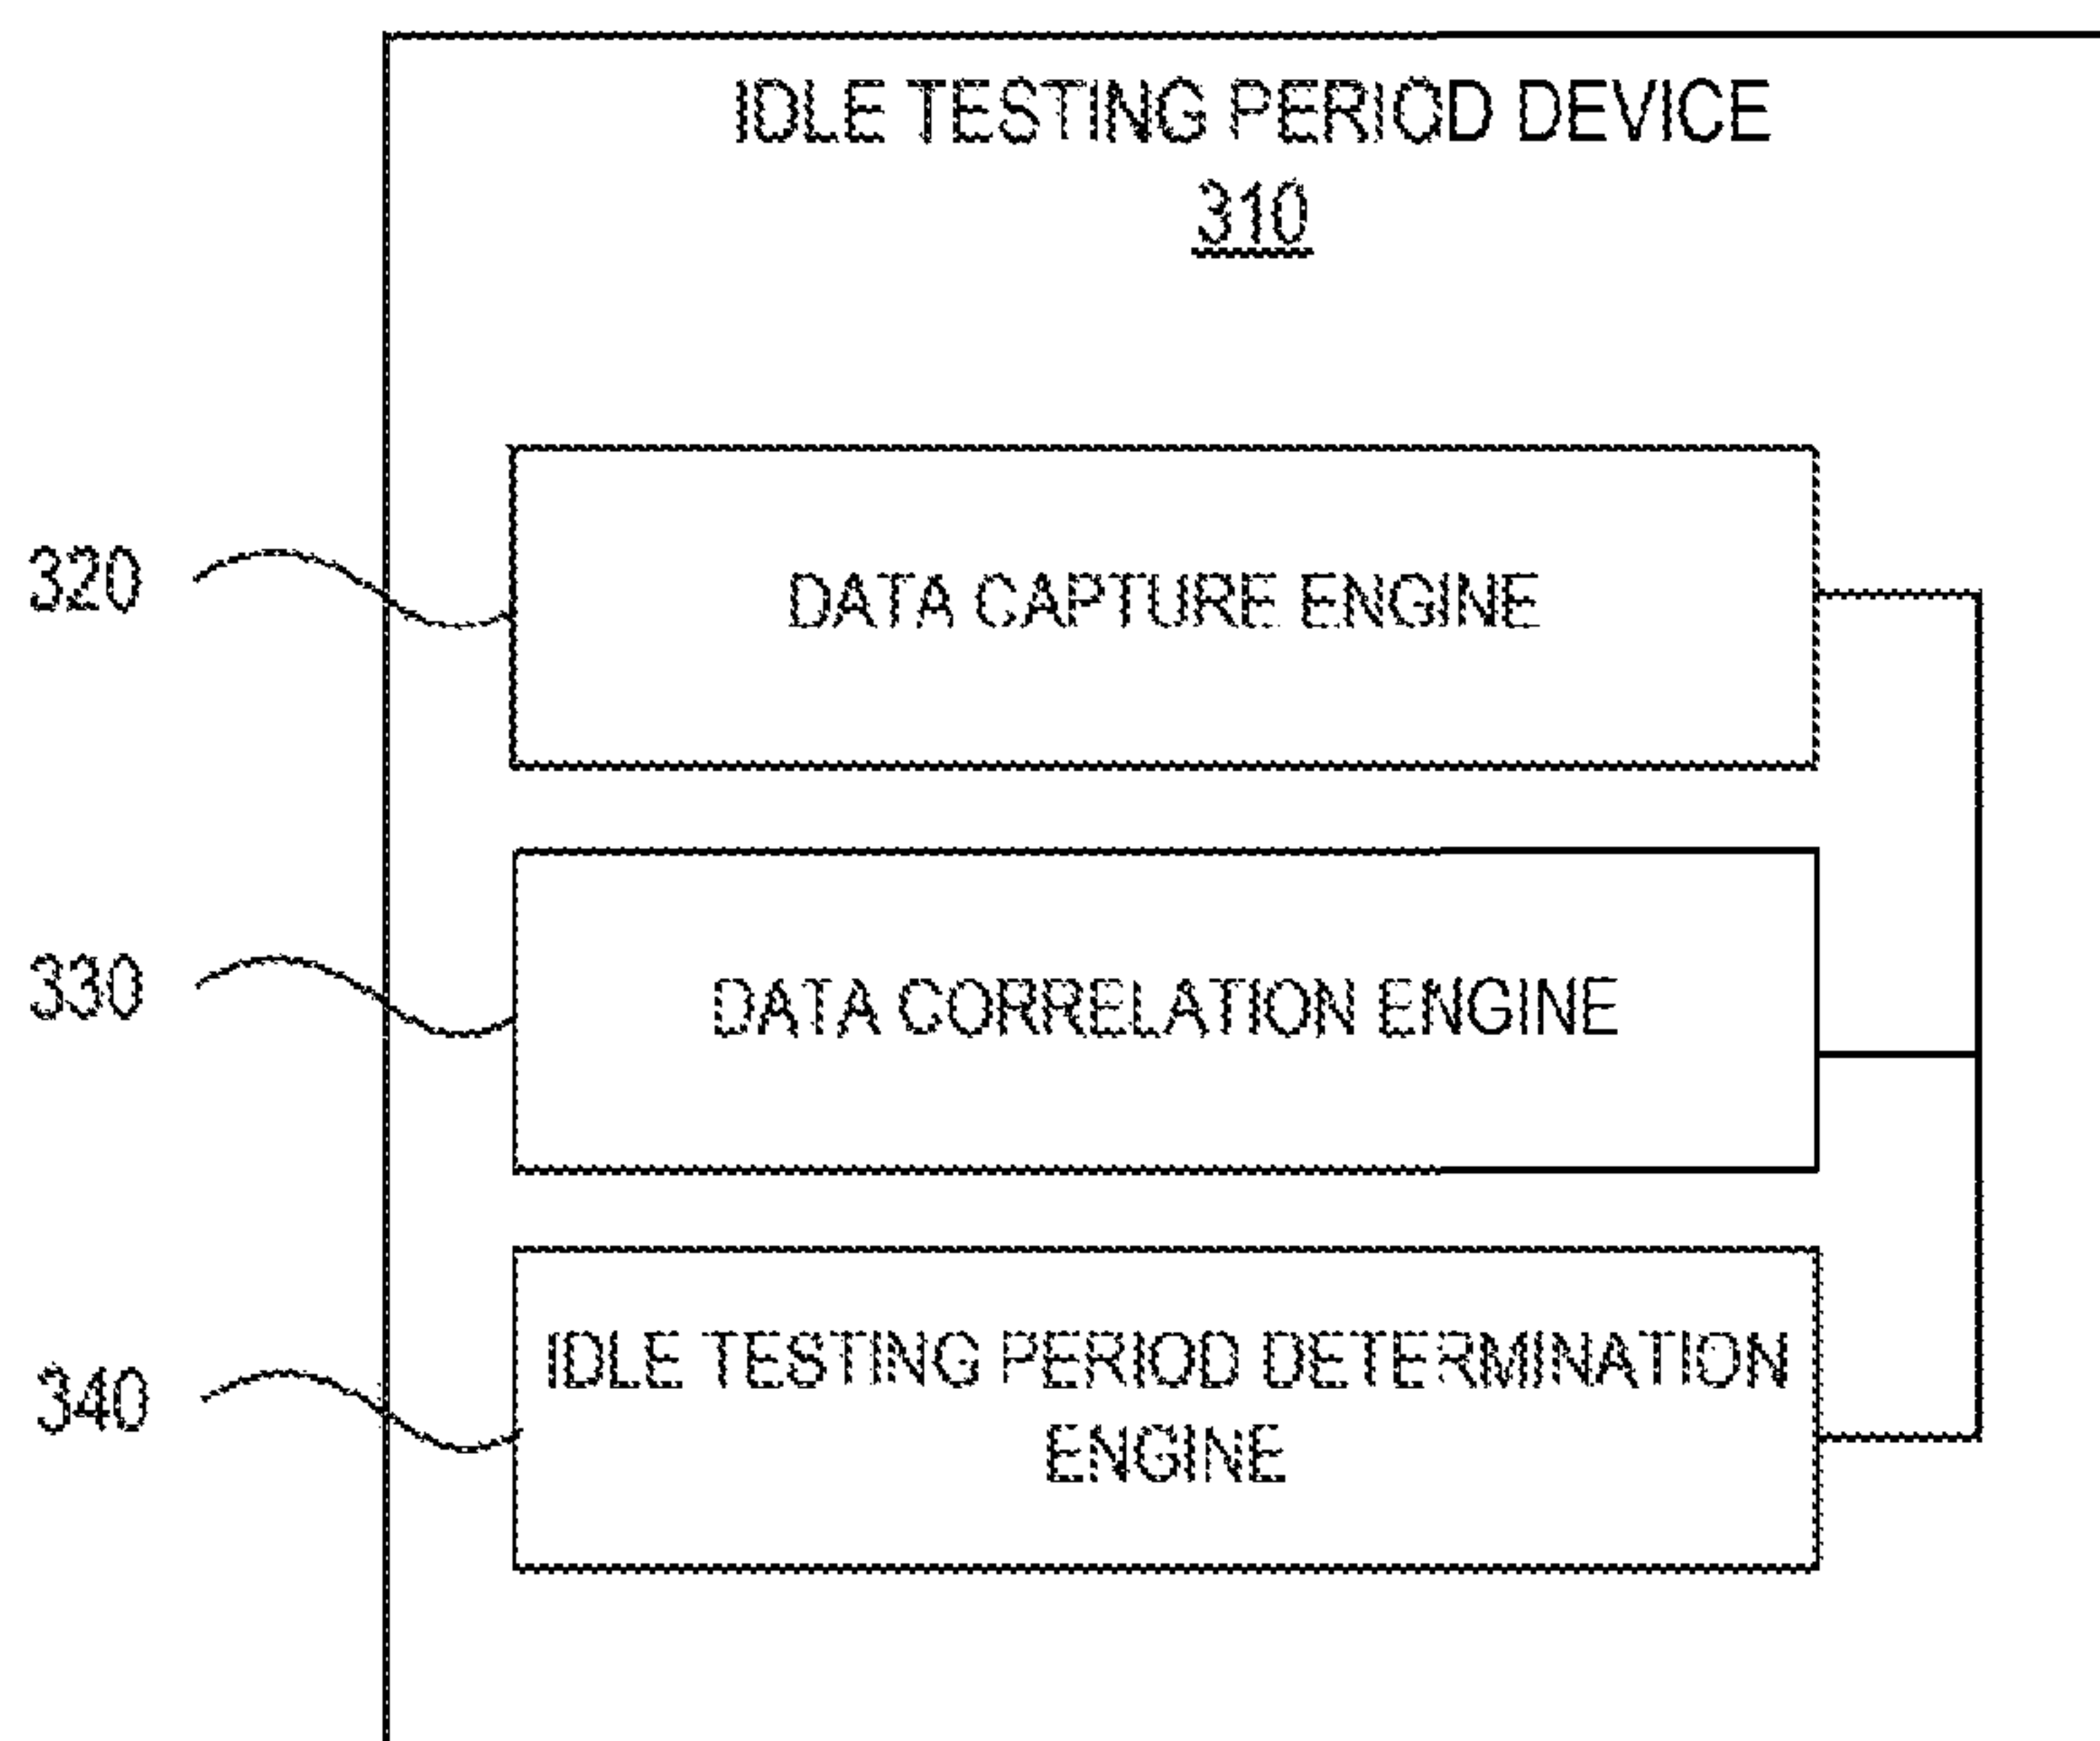 IDLE TESTING PERIOD DEVICE
310
320
DATA CAPTURE ENGINE
330
DATA CORRELATION ENGINE
340
IDLE TESTING PERIOD DETERMINATION
ENGINE